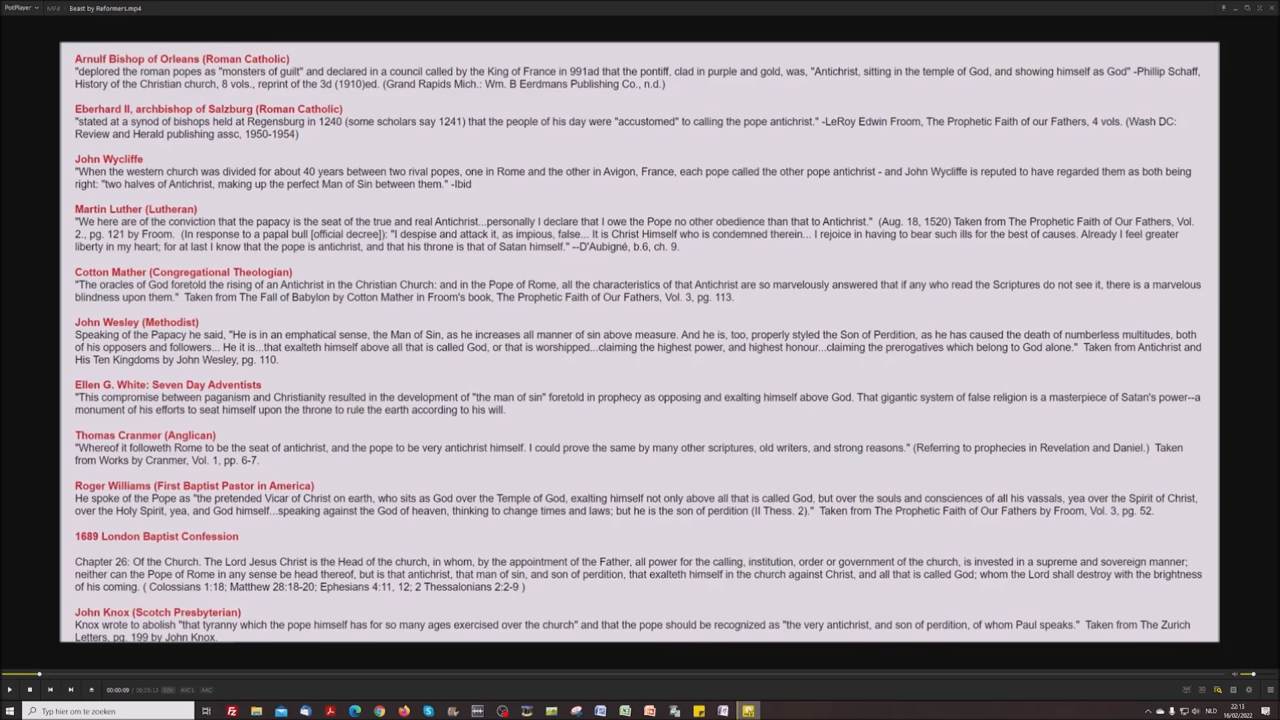 PotPlayer
MP4
Beast by Reformers.mp4
Arnulf Bishop of Orleans (Roman Catholic)
"deplored the roman popes as "monsters of guilt" and declared in a council called by the King of France in 991ad that the pontiff, clad in purple and gold, was, "Antichrist, sitting in the temple of God, and showing himself as God" -Phillip Schaff,
History of the Christian church, 8 vols., reprint of the 3d (1910)ed. (Grand Rapids Mich.: Wm. B Eerdmans Publishing Co., n.d.)
Eberhard II, archbishop of Salzburg (Roman Catholic)
"stated at a synod of bishops held at Regensburg in 1240 (some scholars say 1241) that the people of his day were "accustomed" to calling the pope antichrist." -LeRoy Edwin Froom, The Prophetic Faith of our Fathers, 4 vols. (Wash DC:
Review and Herald publishing assc, 1950-1954)
John Wycliffe
"When the western church was divided for about 40 years between two rival popes, one in Rome and the other in Avigon, France, each pope called the other pope antichrist - and John Wycliffe is reputed to have regarded them as both being
right: "two halves of Antichrist, making up the perfect Man of Sin between them." -Ibid
Martin Luther (Lutheran)
"We here are of the conviction that the papacy is the seat of the true and real Antichrist...personally I declare that I owe the Pope no other obedience than that to Antichrist." (Aug. 18, 1520) Taken from The Prophetic Faith of Our Fathers, Vol.
2., pg. 121 by Froom. (In response to a papal bull [official decree]): "I despise and attack it, as impious, false... It is Christ Himself who is condemned therein... I rejoice in having to bear such ills for the best of causes. Already I feel greater
liberty in my heart; for at last I know that the pope is antichrist, and that his throne is that of Satan himself." --D'Aubigné, b.6, ch. 9.
Cotton Mather (Congregational Theologian)
"The oracles of God foretold the rising of an Antichrist in the Christian Church: and in the Pope of Rome, all the characteristics of that Antichrist are so marvelously answered that if any who read the Scriptures do not see it, there is a marvelous
blindness upon them." Taken from The Fall of Babylon by Cotton Mather in Froom's book, The Prophetic Faith of Our Fathers, Vol. 3, pg. 113.
John Wesley (Methodist)
Speaking of the Papacy he said, "He is in an emphatical sense, the Man of Sin, as he increases all manner of sin above measure. And he is, too, properly styled the Son of Perdition, as he has caused the death of numberless multitudes, both
of his opposers and followers... He it is...that exalteth himself above all that is called God, or that is worshipped...claiming the highest power, and highest honour...claiming the prerogatives which belong to God alone." Taken from Antichrist and
His Ten Kingdoms by John Wesley, pg. 110.
Ellen G. White: Seven Day Adventists
"This compromise between paganism and Christianity resulted in the development of "the man of sin" foretold in prophecy as opposing and exalting himself above God. That gigantic system of false religion is a masterpiece of Satan's power--a
monument of his efforts to seat himself upon the throne to rule the earth according to his will.
Thomas Cranmer (Anglican)
"Whereof it followeth Rome to be the seat of antichrist, and the pope to be very antichrist himself. I could prove the same by many other scriptures, old writers, and strong reasons." (Referring to prophecies in Revelation and Daniel.) Taken
from Works by Cranmer, Vol. 1, pp. 6-7.
Roger Williams (First Baptist Pastor in America)
He spoke of the Pope as "the pretended Vicar of Christ on earth, who sits as God over the Temple of God, exalting himself not only above all that is called God, but over the souls and consciences of all his vassals, yea over the Spirit of Christ,
over the Holy Spirit, yea, and God himself...speaking against the God of heaven, thinking to change times and laws; but he is the son of perdition (II Thess. 2)." Taken from The Prophetic Faith of Our Fathers by Froom, Vol. 3, pg. 52.
1689 London Baptist Confession
Chapter 26: Of the Church. The Lord Jesus Christ is the Head of the church, in whom, by the appointment of the Father, all power for the calling, institution, order or government of the church, is invested in a supreme and sovereign manner;
neither can the Pope of Rome in any sense be head thereof, but is that antichrist, that man of sin, and son of perdition, that exalteth himself in the church against Christ, and all that is called God; whom the Lord shall destroy with the brightness
of his coming. ( Colossians 1:18; Matthew 28:18-20; Ephesians 4:11, 12; 2 Thessalonians 2:2-9 )
John Knox (Scotch Presbyterian)
Knox wrote to abolish "that tyranny which the pope himself has for so many ages exercised over the church" and that the pope should be recognized as "the very antichrist, and son of perdition, of whom Paul speaks." Taken from The Zurich
Letters, pg. 199 by John Knox.
00:00:09
AAC
Typ hier om te zoeken
NLD
22:13
16/02/2022